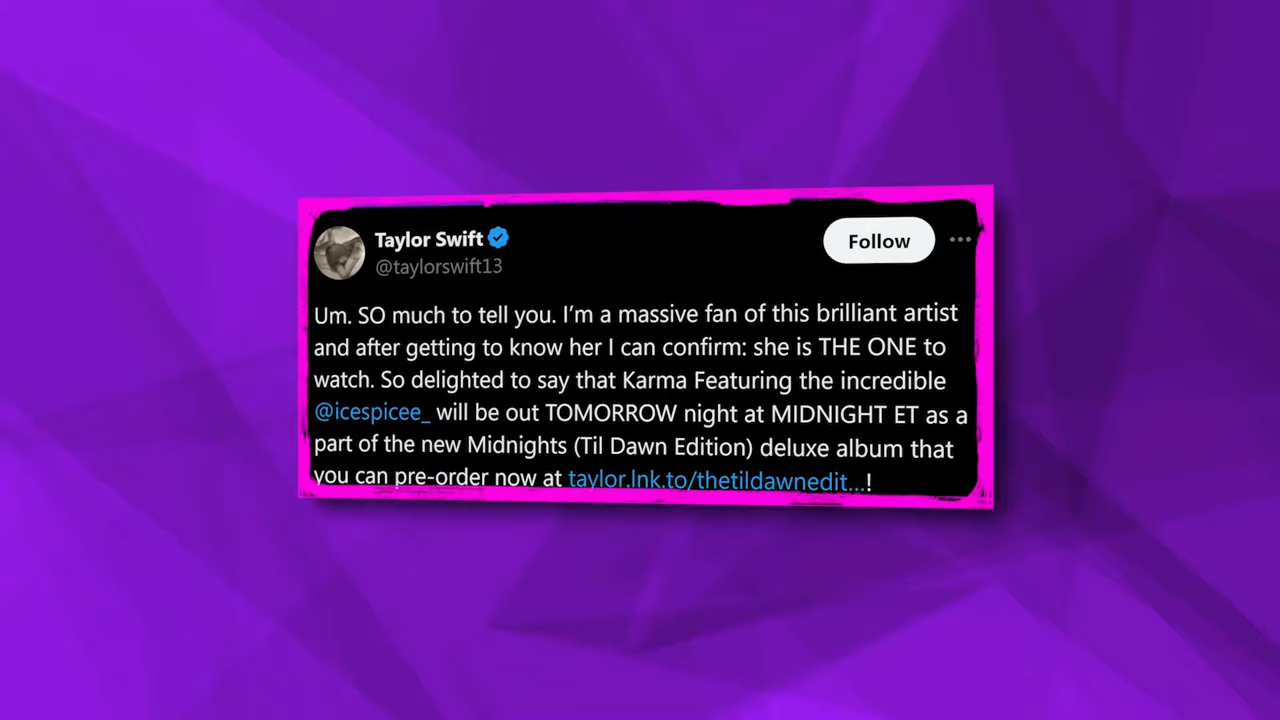 Taylor Swift
Follow
@taylorswift13
Um. SO much to tell you. I’m a massive fan of this brilliant artist
and after getting to know her I can confirm: she is THE ONE to
watch. So delighted to say that Karma Featuring the incredible
@icespicee_ will be out TOMORROW night at MIDNIGHT ET as a
part of the new Midnights (Til Dawn Edition) deluxe album that
you can pre-order now at taylor.lnk.to/thetildawnedit...!